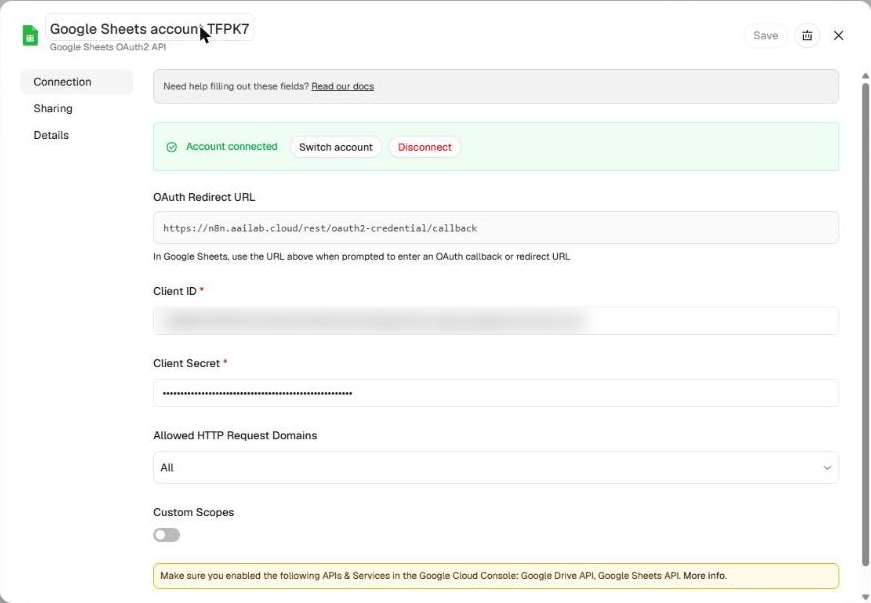 Google Sheets account TFPK7
Google Sheets OAuth2 API
Save
Connection
Sharing
Details
Need help filling out these fields? Read our docs
Account connected
Switch account
Disconnect
OAuth Redirect URL
https://n8n.aailab.cloud/rest/oauth2-credential/callback
In Google Sheets, use the URL above when prompted to enter an OAuth callback or redirect URL
Client ID *
Client Secret *
••••••••••••••••••••••••••••••••••••••••••••••••••••••
Allowed HTTP Request Domains
All
Custom Scopes
Make sure you enabled the following APIs & Services in the Google Cloud Console: Google Drive API, Google Sheets API. More info.